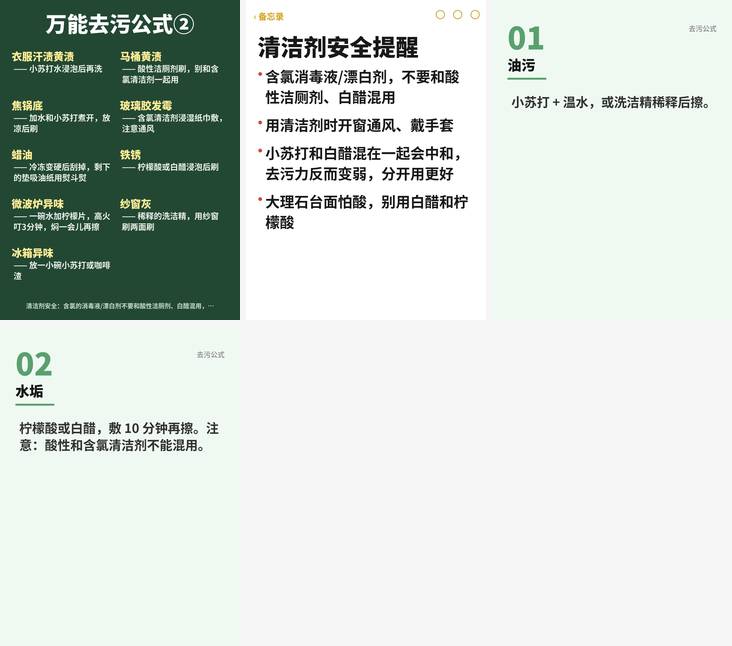 万能去污公式②
衣服汗渍黄渍
—— 小苏打水浸泡后再洗
焦锅底
—— 加水和小苏打煮开，放
凉后刷
蜡油
—— 冷冻变硬后刮掉，剩下
的垫吸油纸用熨斗熨
微波炉异味
—— 一碗水加柠檬片，高火
叮3分钟，焖一会儿再擦
冰箱异味
—— 放一小碗小苏打或咖啡
渣
马桶黄渍
—— 酸性洁厕剂刷，别和含
氯清洁剂一起用
玻璃胶发霉
—— 含氯清洁剂浸湿纸巾敷，
注意通风
铁锈
—— 柠檬酸或白醋浸泡后刷
纱窗灰
—— 稀释的洗洁精，用纱窗
刷两面刷
清洁剂安全：含氯的消毒液/漂白剂不要和酸性洁厕剂、白醋混用，…
‹ 备忘录
清洁剂安全提醒
• 含氯消毒液/漂白剂，不要和酸
性洁厕剂、白醋混用
• 用清洁剂时开窗通风、戴手套
• 小苏打和白醋混在一起会中和，
去污力反而变弱，分开用更好
• 大理石台面怕酸，别用白醋和柠
檬酸
01
去污公式
油污
小苏打 + 温水，或洗洁精稀释后擦。
02
去污公式
水垢
柠檬酸或白醋，敷 10 分钟再擦。注
意：酸性和含氯清洁剂不能混用。